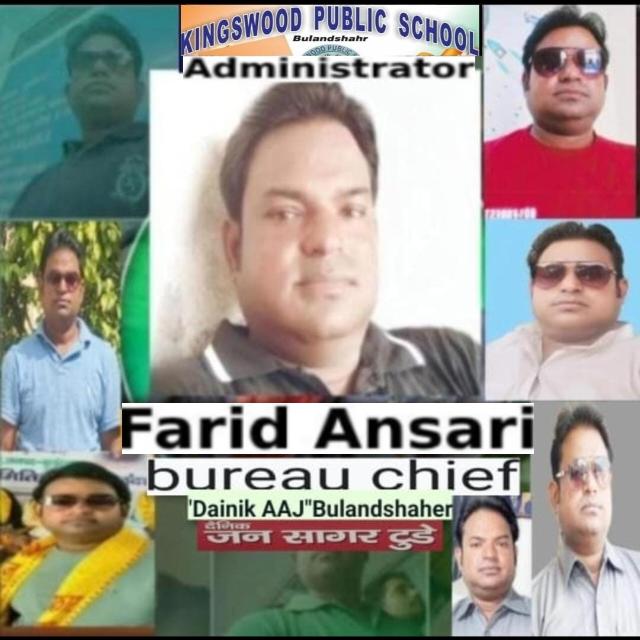 KINGSWOOD PUBLIC SCHOOL
Bulandshahr
Administrator
Farid Ansari
bureau chief
'Dainik AAJ"Bulandshaher
दैनिक
जन सागर टुडे